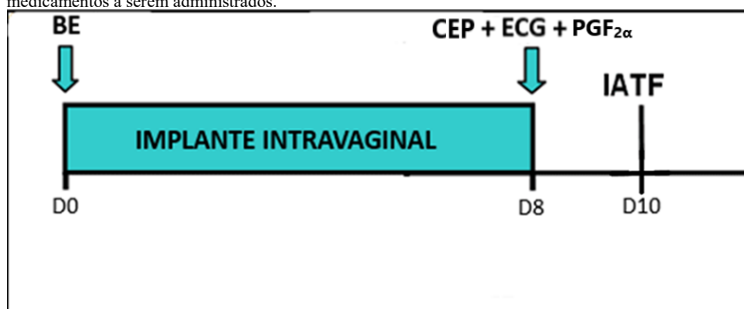 medicamentos a serem administrados.
BE
CEP + ECG + PGF₂α
IATF
IMPLANTE INTRAVAGINAL
D0
D8
D10